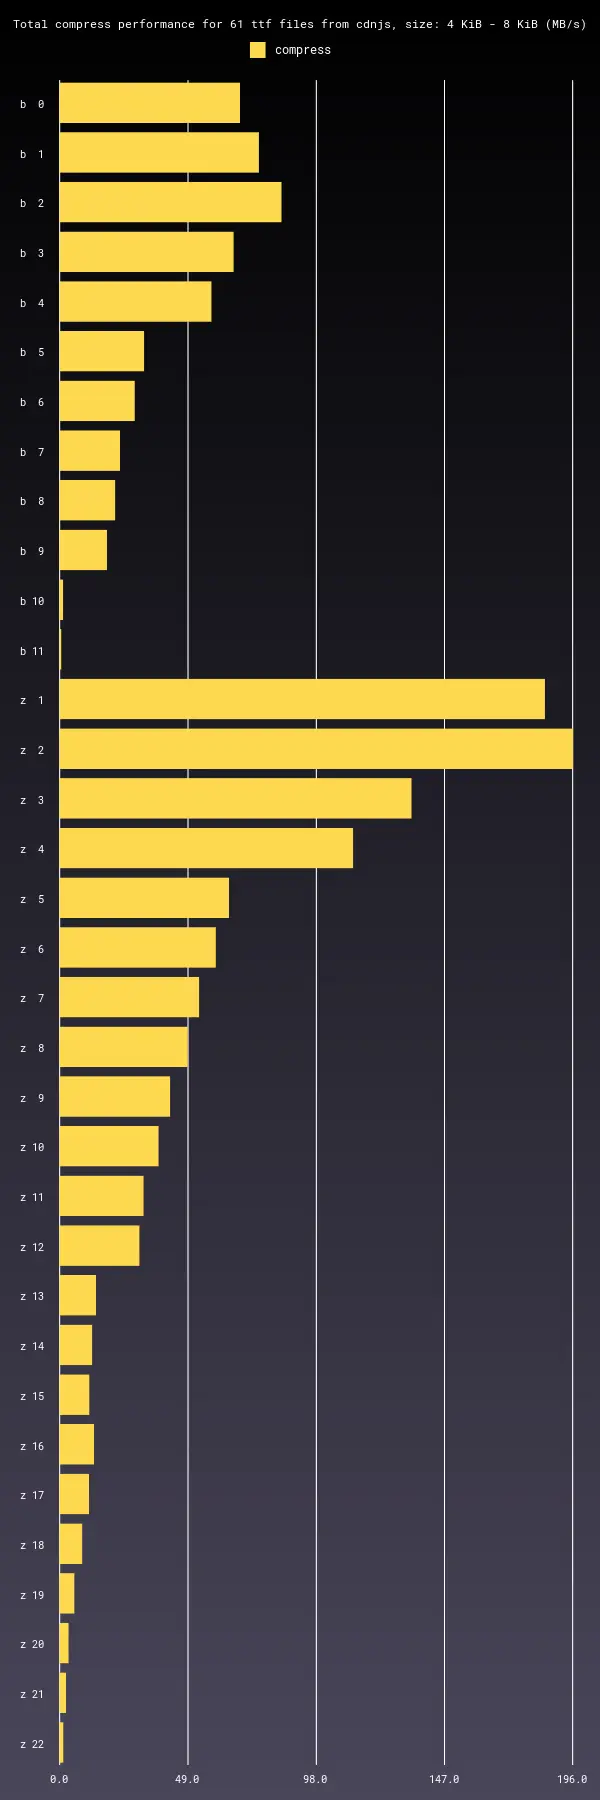 Total compress performance for 61 ttf files from cdnjs, size: 4 KiB - 8 KiB (MB/s)
compress
b 0
b 1
b 2
b 3
b 4
b 5
b 6
b 7
b 8
b 9
b 10
b 11
z 1
z 2
z 3
z 4
z 5
z 6
z 7
z 8
z 9
z 10
z 11
z 12
z 13
z 14
z 15
z 16
z 17
z 18
z 19
z 20
z 21
z 22
0.0 49.0 98.0 147.0 196.0